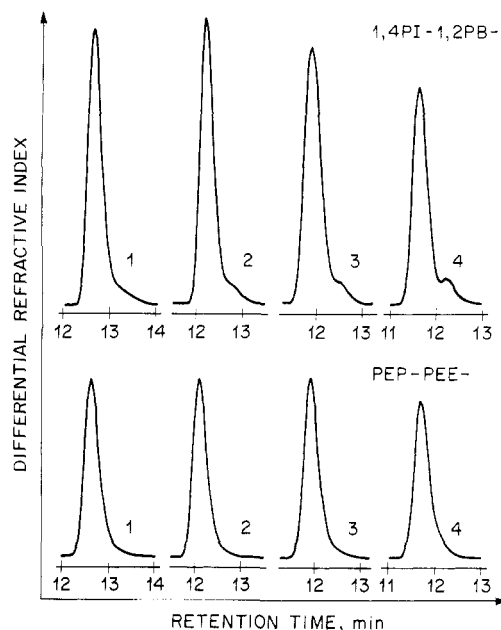 1,4PI-1,2PB-
DIFFERENTIAL REFRACTIVE INDEX
1
2
3
4
12 13 14
12 13
12 13
11 12 13
PEP-PEE-
1
2
3
4
12 13 14
12 13
12 13
11 12 13
RETENTION TIME, min